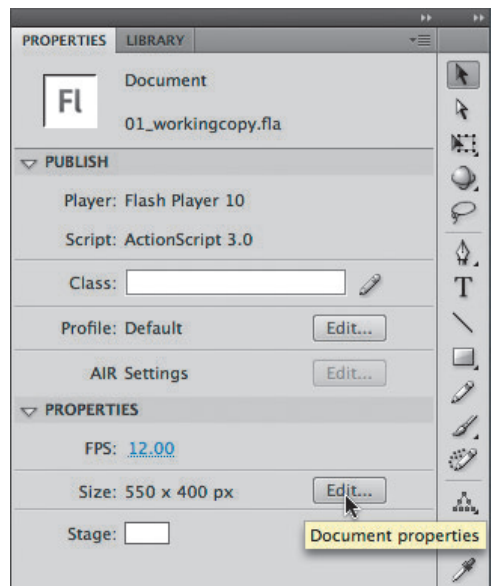 PROPERTIES LIBRARY
Fl
Document
01_workingcopy.fla
PUBLISH
Player: Flash Player 10
Script: ActionScript 3.0
Class:
Profile: Default Edit...
AIR Settings Edit...
PROPERTIES
FPS: 12.00
Size: 550 x 400 px Edit...
Stage:
Document properties
T